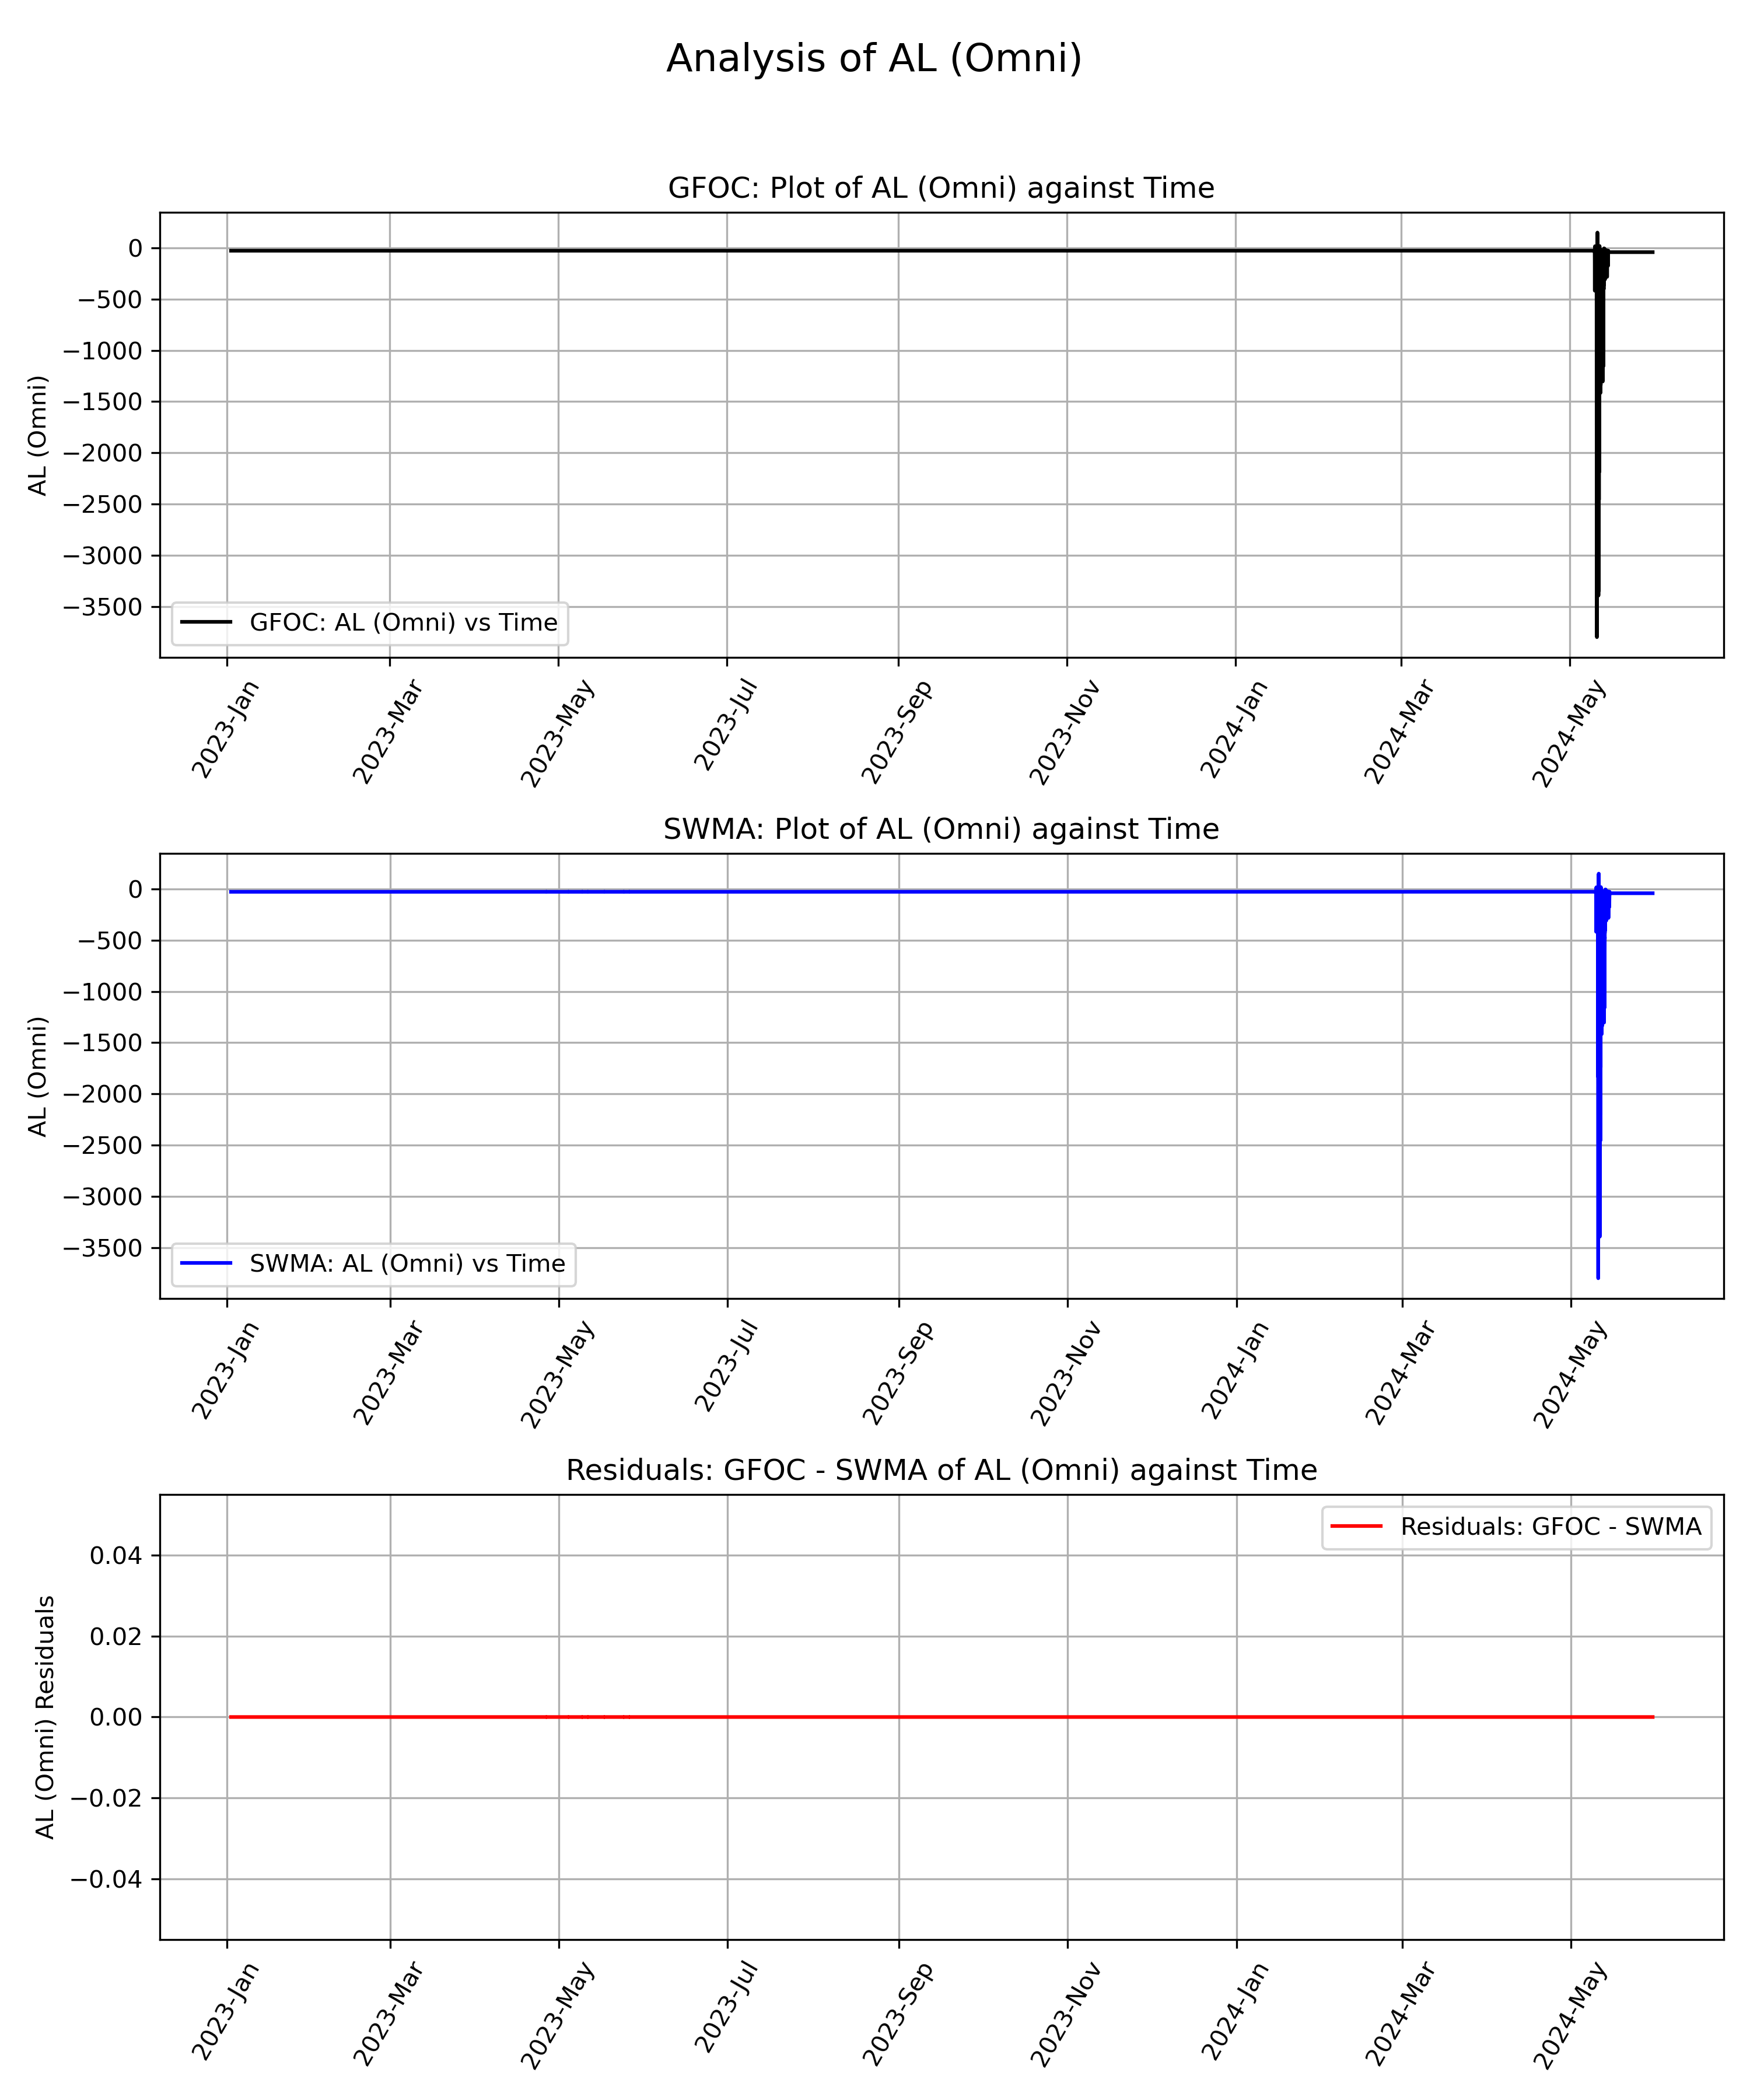 Analysis of AL (Omni)
GFOC: Plot of AL (Omni) against Time
AL (Omni)
0
−500
−1000
−1500
−2000
−2500
−3000
−3500
GFOC: AL (Omni) vs Time
2023-Jan
2023-Mar
2023-May
2023-Jul
2023-Sep
2023-Nov
2024-Jan
2024-Mar
2024-May
SWMA: Plot of AL (Omni) against Time
AL (Omni)
0
−500
−1000
−1500
−2000
−2500
−3000
−3500
SWMA: AL (Omni) vs Time
2023-Jan
2023-Mar
2023-May
2023-Jul
2023-Sep
2023-Nov
2024-Jan
2024-Mar
2024-May
Residuals: GFOC - SWMA of AL (Omni) against Time
AL (Omni) Residuals
Residuals: GFOC - SWMA
0.04
0.02
0.00
−0.02
−0.04
2023-Jan
2023-Mar
2023-May
2023-Jul
2023-Sep
2023-Nov
2024-Jan
2024-Mar
2024-May